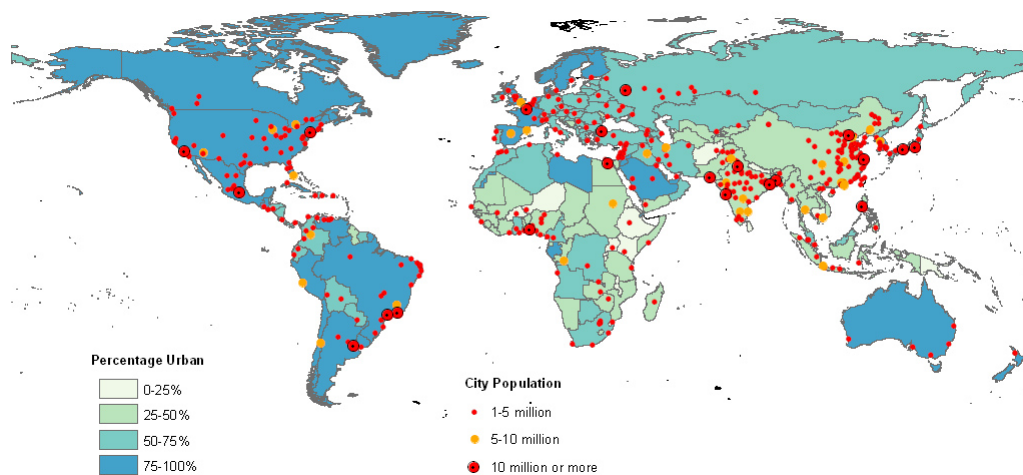 Percentage Urban
0-25%
25-50%
50-75%
75-100%
City Population
1-5 million
5-10 million
10 million or more